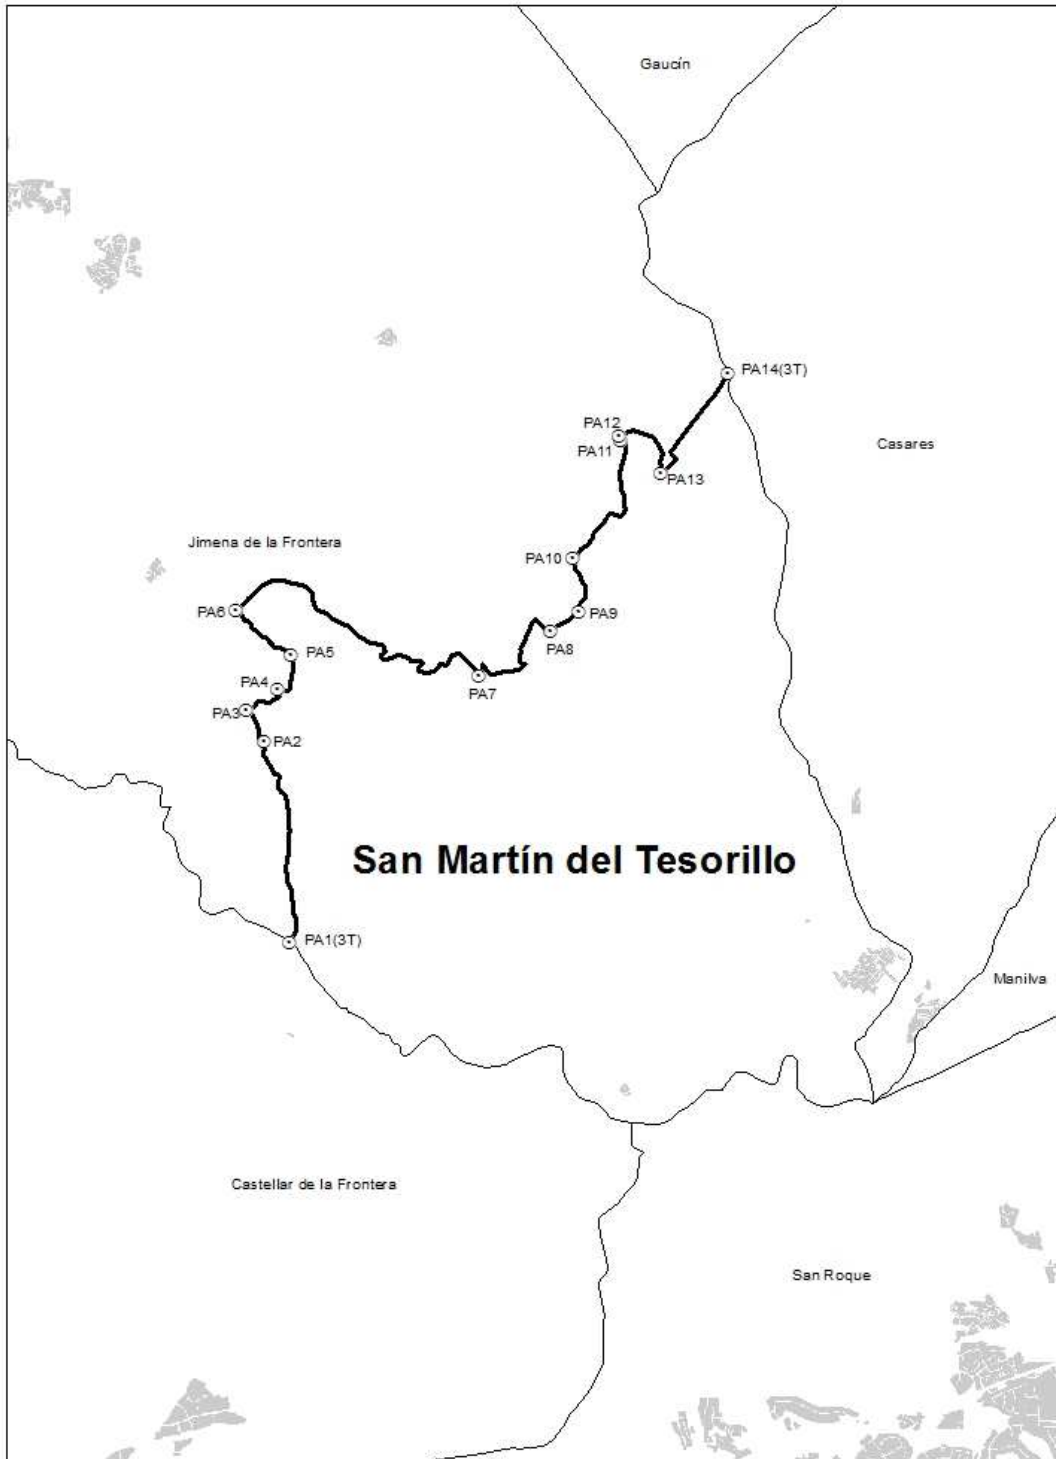 Gaucín
PA14(3T)
PA12
Casares
PA11
PA13
Jimena de la Frontera
PA10
PA6
PA9
PA8
PA5
PA4
PA7
PA3
PA2
San Martín del Tesorillo
PA1(3T)
Manilva
Castellar de la Frontera
San Roque